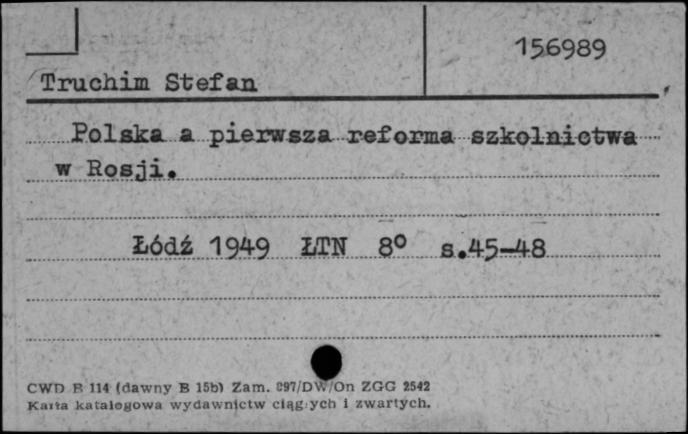 156989
Truchim Stefan
Polska a pierwsza reforma szkolnictwa
w Rosji.
Łódź 1949 ŁTN 8° s.45-48
CWD B 114 (dawny B 15b) Zam. 897/DW/On ZGG 2542
Karta katalogowa wydawnictw ciągłych i zwartych.